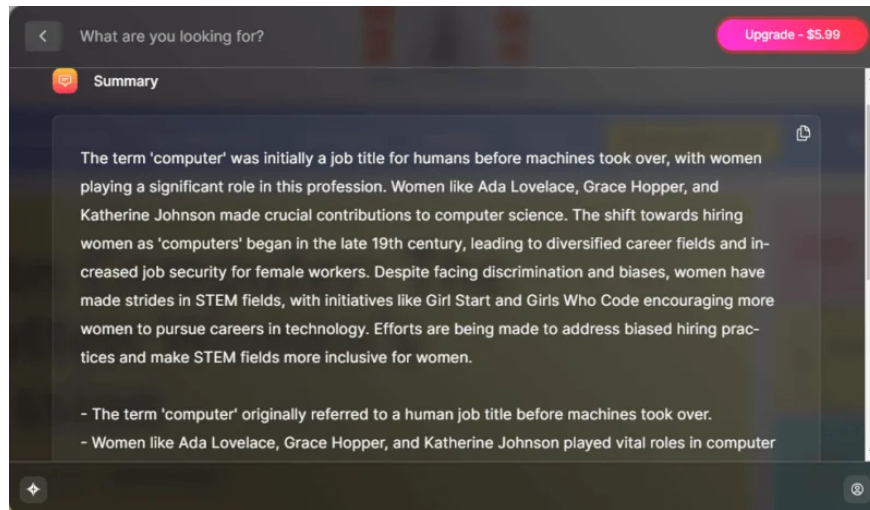 What are you looking for?
Upgrade - $5.99
Summary
The term 'computer' was initially a job title for humans before machines took over, with women
playing a significant role in this profession. Women like Ada Lovelace, Grace Hopper, and
Katherine Johnson made crucial contributions to computer science. The shift towards hiring
women as 'computers' began in the late 19th century, leading to diversified career fields and in-
creased job security for female workers. Despite facing discrimination and biases, women have
made strides in STEM fields, with initiatives like Girl Start and Girls Who Code encouraging more
women to pursue careers in technology. Efforts are being made to address biased hiring prac-
tices and make STEM fields more inclusive for women.
- The term 'computer' originally referred to a human job title before machines took over.
- Women like Ada Lovelace, Grace Hopper, and Katherine Johnson played vital roles in computer